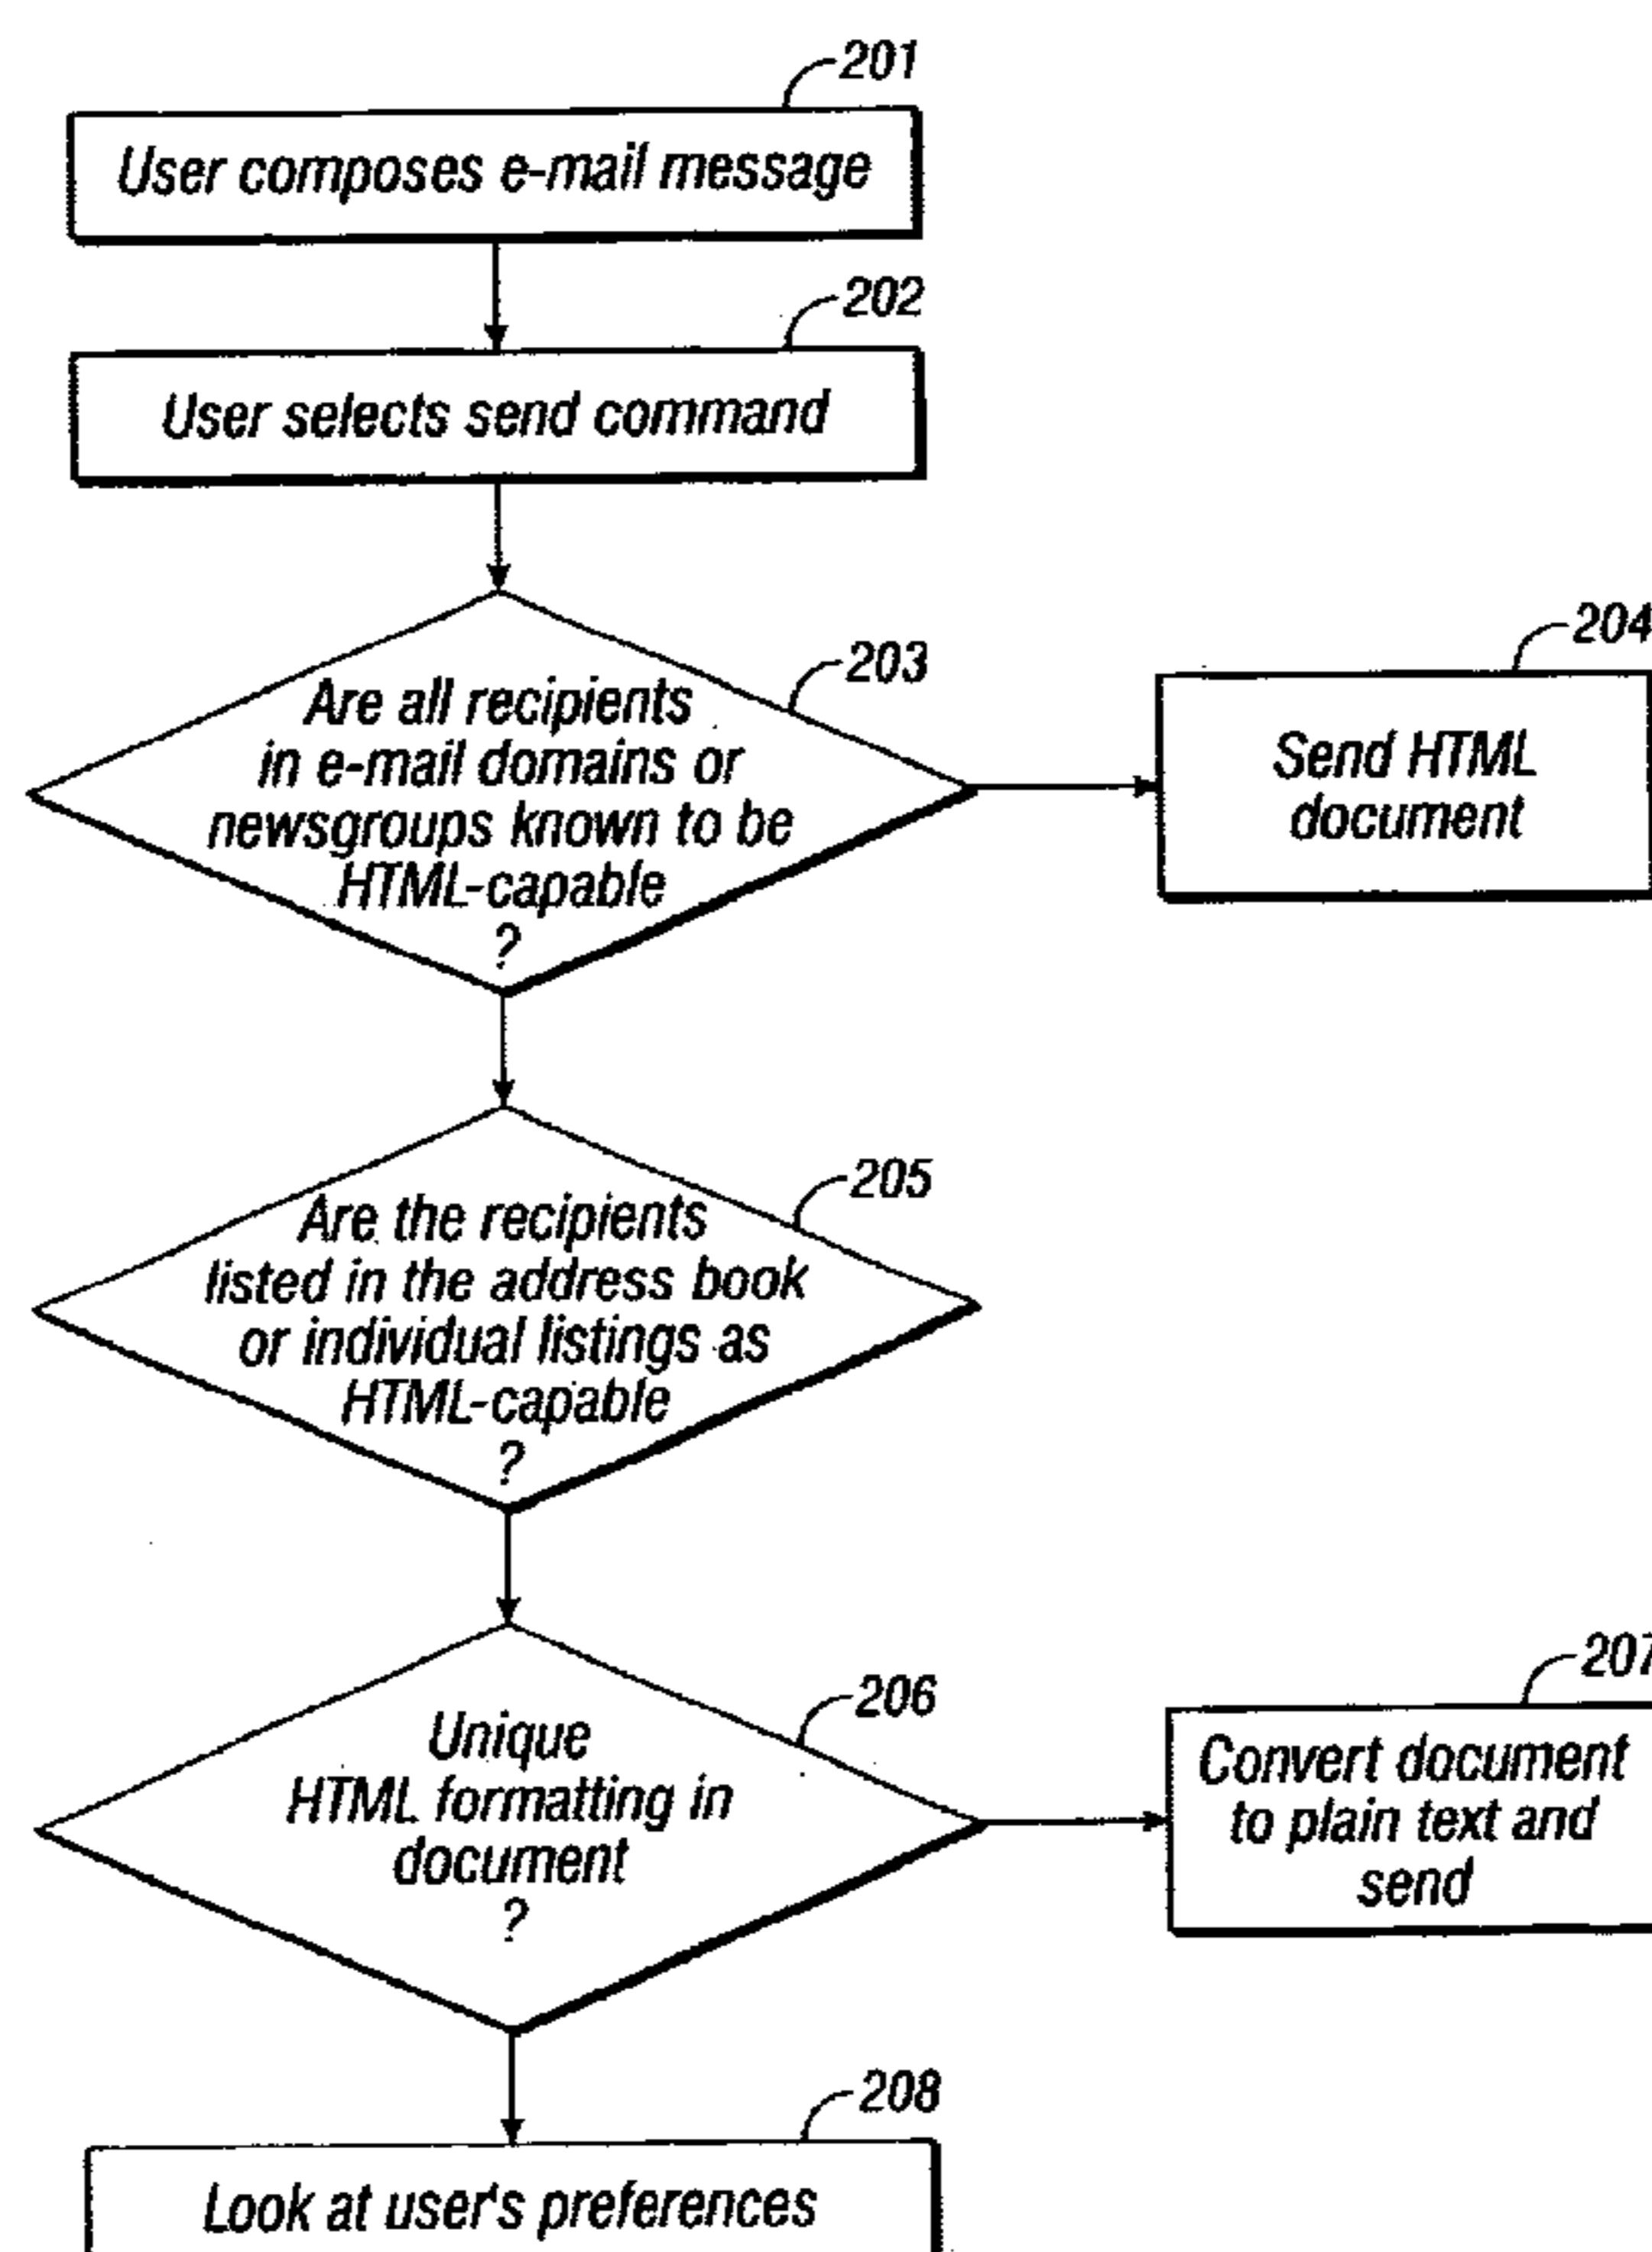 201
User composes e-mail message
202
User selects send command
203
Are all recipients
in e-mail domains or
newsgroups known to be
HTML-capable
?
204
Send HTML
document
205
Are the recipients
listed in the address book
or individual listings as
HTML-capable
?
206
Unique
HTML formatting in
document
?
207
Convert document
to plain text and
send
208
Look at user's preferences